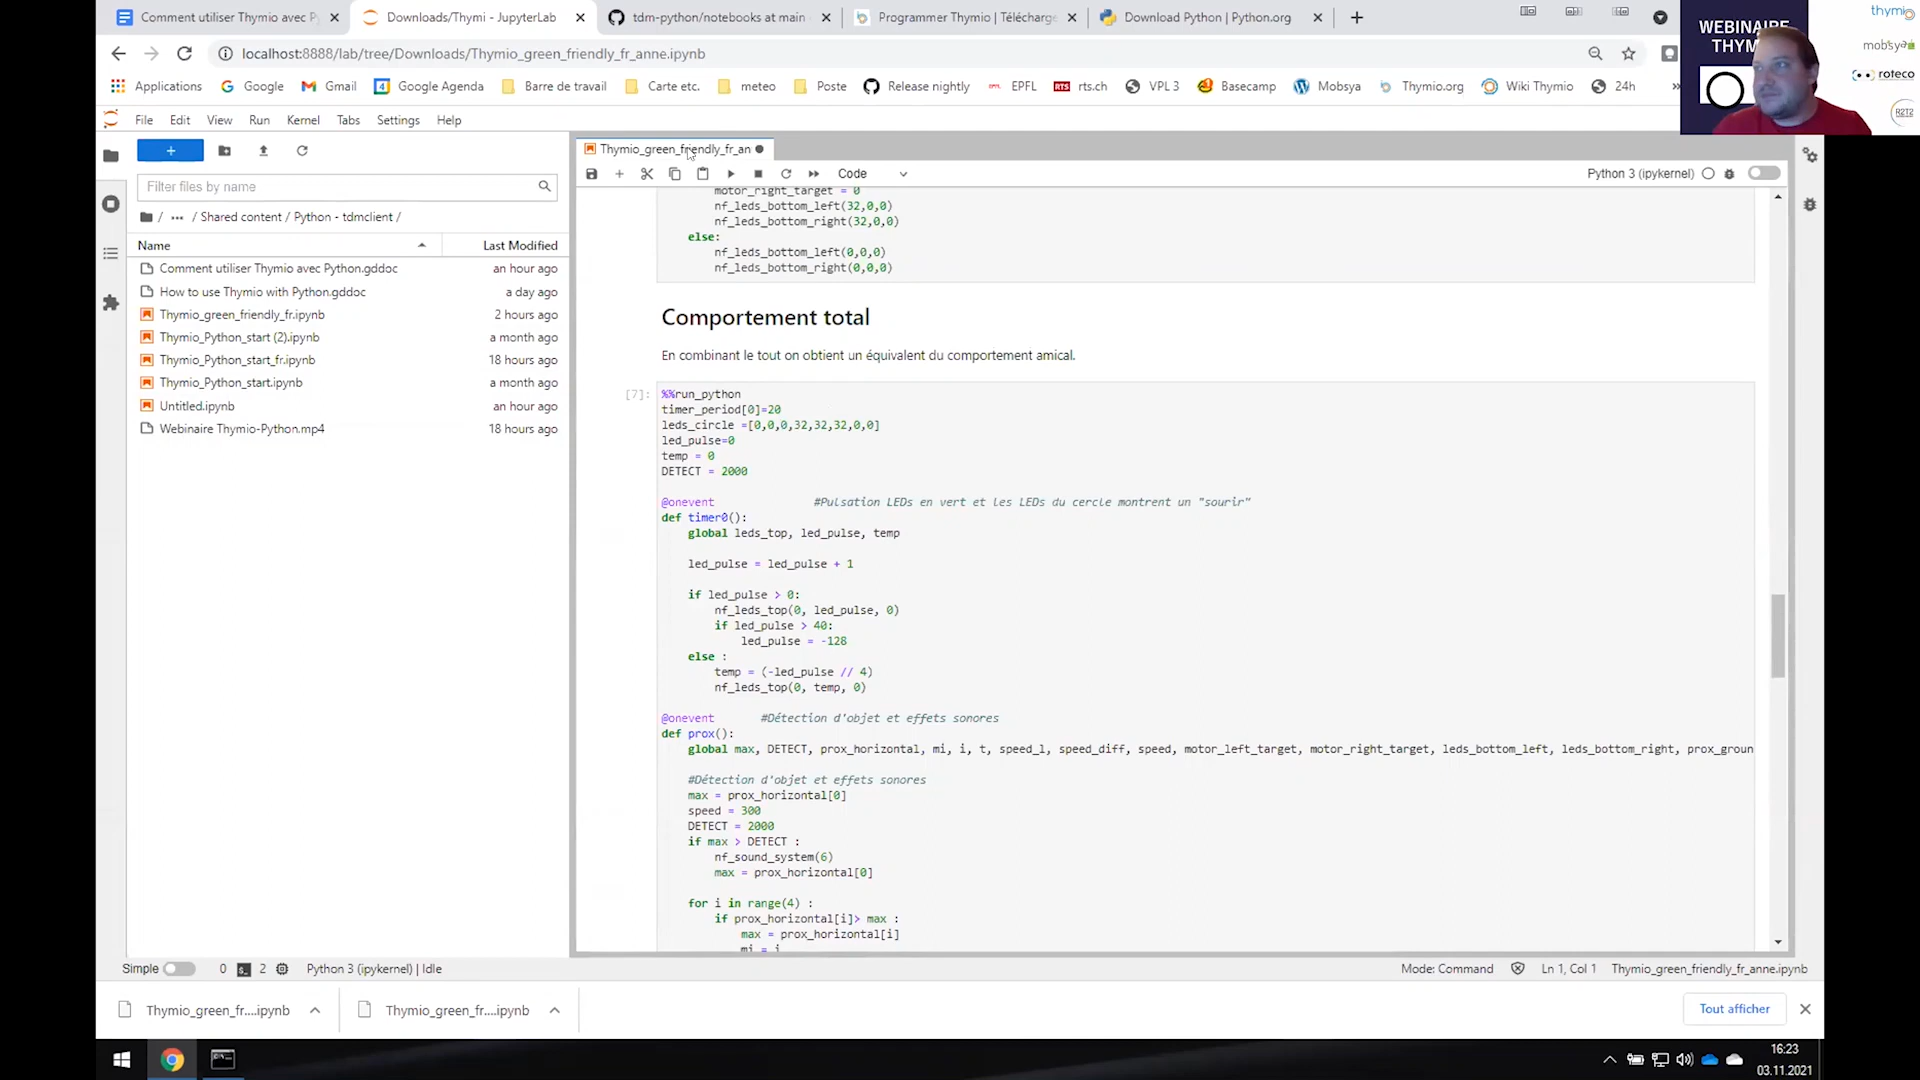 Comment utiliser Thymio avec Py
Downloads/Thymi - JupyterLab
tdm-python/notebooks at main
Programmer Thymio | Télécharge
Download Python | Python.org
localhost:8888/lab/tree/Downloads/Thymio_green_friendly_fr_anne.ipynb
Applications
Google
Gmail
Google Agenda
Barre de travail
Carte etc.
meteo
Poste
Release nightly
EPFL
rts.ch
VPL 3
Basecamp
Mobsya
Thymio.org
Wiki Thymio
24h
WEBINAIRE
THYM
thymio
mobsya
roteco
File
Edit
View
Run
Kernel
Tabs
Settings
Help
Filter files by name
/ ... / Shared content / Python - tdmclient /
Name
Last Modified
Comment utiliser Thymio avec Python.gddoc
an hour ago
How to use Thymio with Python.gddoc
a day ago
Thymio_green_friendly_fr.ipynb
2 hours ago
Thymio_Python_start (2).ipynb
a month ago
Thymio_Python_start_fr.ipynb
18 hours ago
Thymio_Python_start.ipynb
a month ago
Untitled.ipynb
an hour ago
Webinaire Thymio-Python.mp4
18 hours ago
Thymio_green_friendly_fr_an
Code
Python 3 (ipykernel)
motor_right_target = 0
nf_leds_bottom_left(32,0,0)
nf_leds_bottom_right(32,0,0)
else:
nf_leds_bottom_left(0,0,0)
nf_leds_bottom_right(0,0,0)
Comportement total
En combinant le tout on obtient un équivalent du comportement amical.
[7]:
%%run_python
timer_period[0]=20
leds_circle =[0,0,0,32,32,32,0,0]
led_pulse=0
temp = 0
DETECT = 2000
@onevent #Pulsation LEDs en vert et les LEDs du cercle montrent un "sourir"
def timer0():
global leds_top, led_pulse, temp
led_pulse = led_pulse + 1
if led_pulse > 0:
nf_leds_top(0, led_pulse, 0)
if led_pulse > 40:
led_pulse = -128
else :
temp = (-led_pulse // 4)
nf_leds_top(0, temp, 0)
@onevent #Détection d'objet et effets sonores
def prox():
global max, DETECT, prox_horizontal, mi, i, t, speed_l, speed_diff, speed, motor_left_target, motor_right_target, leds_bottom_left, leds_bottom_right, prox_groun
#Détection d'objet et effets sonores
max = prox_horizontal[0]
speed = 300
DETECT = 2000
if max > DETECT :
nf_sound_system(6)
max = prox_horizontal[0]
for i in range(4) :
if prox_horizontal[i]> max :
max = prox_horizontal[i]
mi = i
Simple
0
2
Python 3 (ipykernel) | Idle
Mode: Command
Ln 1, Col 1
Thymio_green_friendly_fr_anne.ipynb
Thymio_green_fr....ipynb
Thymio_green_fr....ipynb
Tout afficher
16:23
03.11.2021